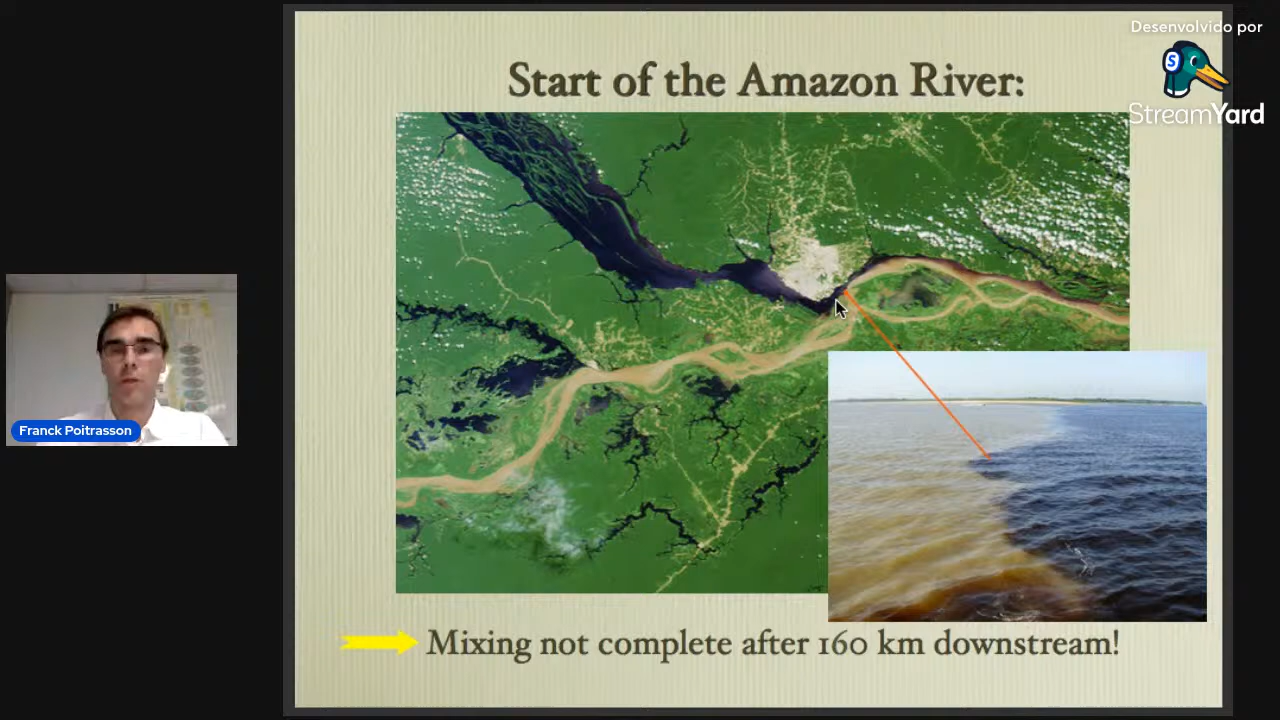 Desenvolvido por
StreamYard
Start of the Amazon River:
Franck Poitrasson
Mixing not complete after 160 km downstream!